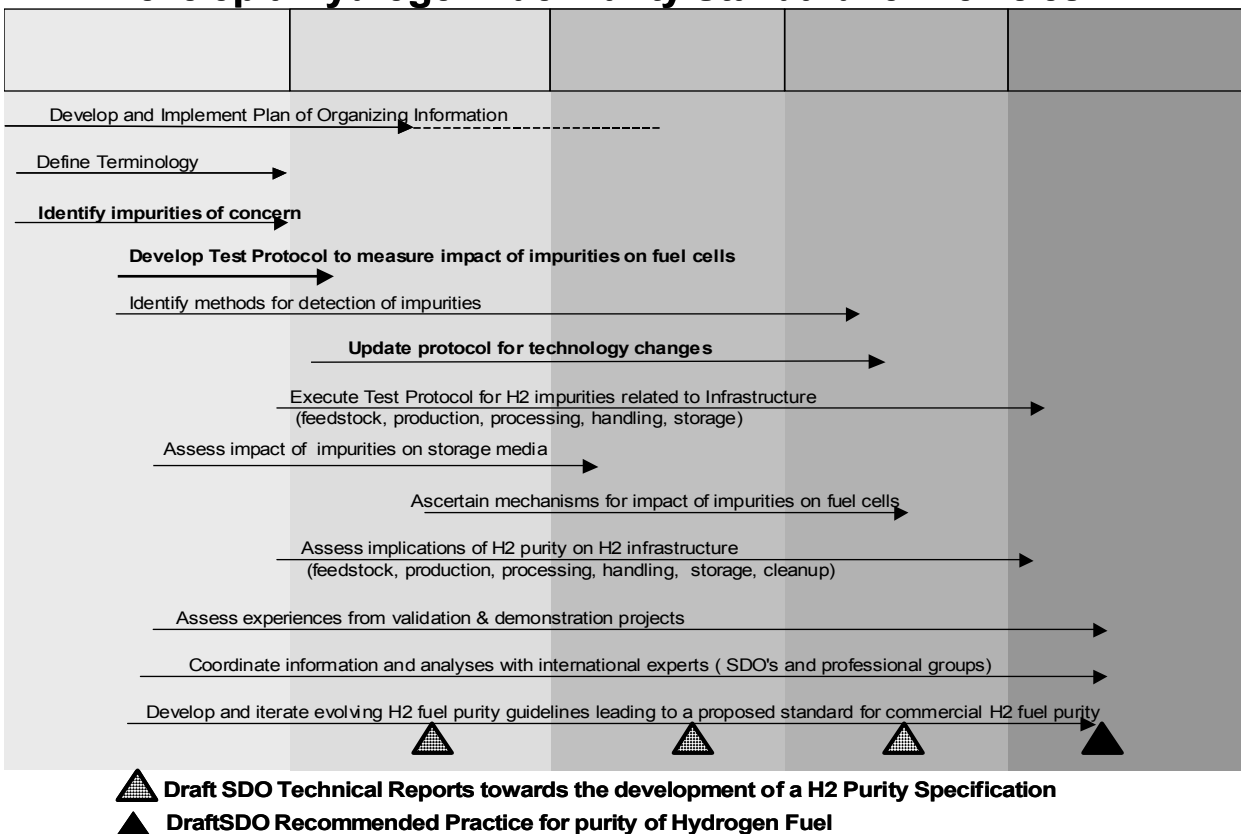 Develop and Implement Plan of Organizing Information
Define Terminology
Identify impurities of concern
Develop Test Protocol to measure impact of impurities on fuel cells
Identify methods for detection of impurities
Update protocol for technology changes
Execute Test Protocol for H2 impurities related to Infrastructure
(feedstock, production, processing, handling, storage)
Assess impact of impurities on storage media
Ascertain mechanisms for impact of impurities on fuel cells
Assess implications of H2 purity on H2 infrastructure
(feedstock, production, processing, handling, storage, cleanup)
Assess experiences from validation & demonstration projects
Coordinate information and analyses with international experts ( SDO's and professional groups)
Develop and iterate evolving H2 fuel purity guidelines leading to a proposed standard for commercial H2 fuel purity
Draft SDO Technical Reports towards the development of a H2 Purity Specification
DraftSDO Recommended Practice for purity of Hydrogen Fuel